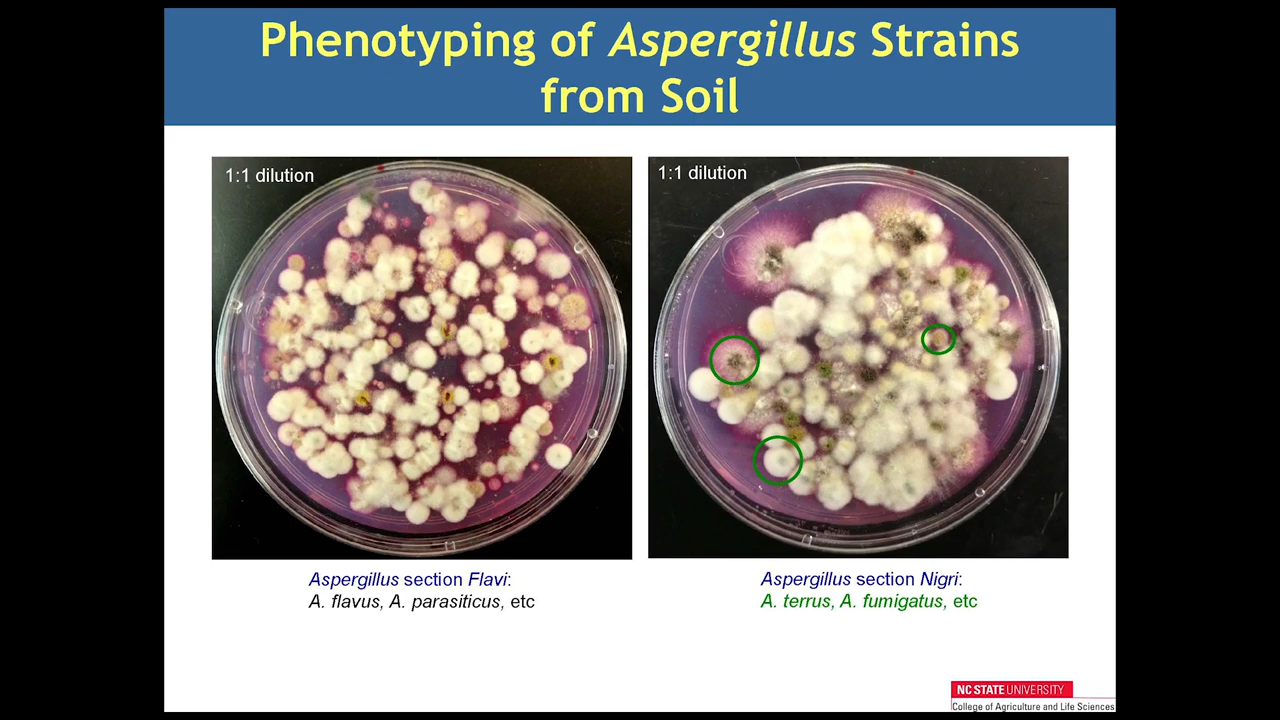 Phenotyping of Aspergillus Strains
from Soil
1:1 dilution
1:1 dilution
Aspergillus section Flavi:
A. flavus, A. parasiticus, etc
Aspergillus section Nigri:
A. terrus, A. fumigatus, etc
NC STATE UNIVERSITY
College of Agriculture and Life Sciences